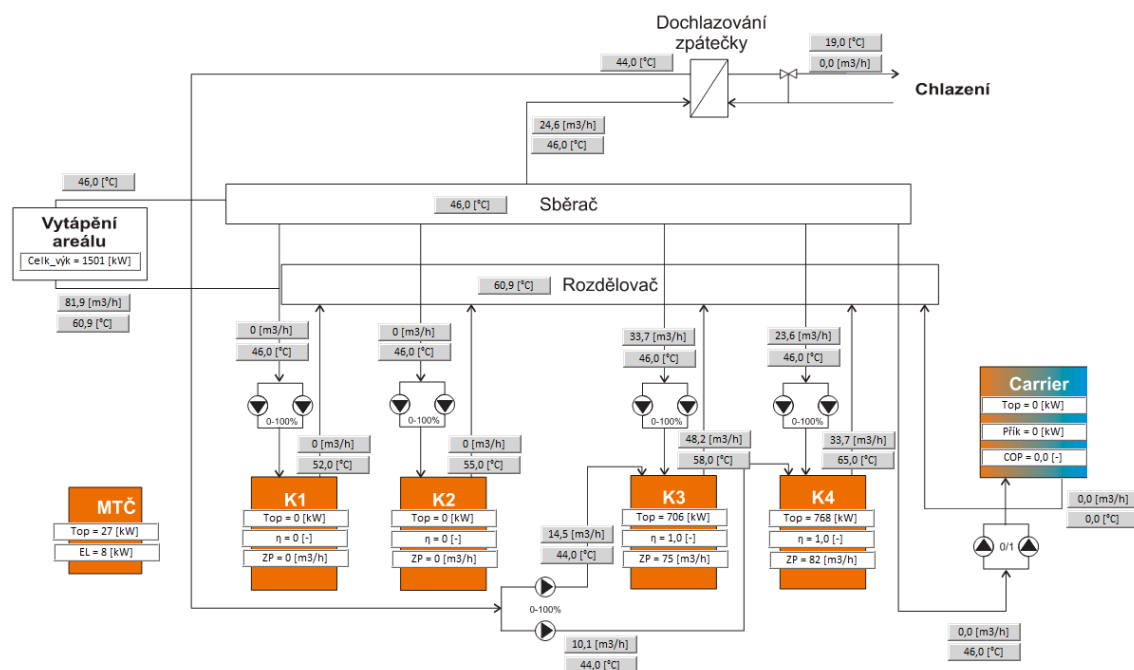 Dochlazování
zpátečky
19,0 [°C]
44,0 [°C]
0,0 [m3/h]
Chlazení
24,6 [m3/h]
46,0 [°C]
46,0 [°C]
46,0 [°C]
Sběrač
Vytápění
areálu
Celk_výk = 1501 [kW]
60,9 [°C]
Rozdělovač
81,9 [m3/h]
60,9 [°C]
0 [m3/h]
46,0 [°C]
0-100%
0 [m3/h]
46,0 [°C]
0-100%
33,7 [m3/h]
46,0 [°C]
0-100%
23,6 [m3/h]
46,0 [°C]
0-100%
0 [m3/h]
52,0 [°C]
0 [m3/h]
55,0 [°C]
48,2 [m3/h]
58,0 [°C]
33,7 [m3/h]
65,0 [°C]
Carrier
Top = 0 [kW]
Přík = 0 [kW]
COP = 0,0 [-]
MTČ
Top = 27 [kW]
EL = 8 [kW]
K1
Top = 0 [kW]
η = 0 [-]
ZP = 0 [m3/h]
K2
Top = 0 [kW]
η = 0 [-]
ZP = 0 [m3/h]
K3
Top = 706 [kW]
η = 1,0 [-]
ZP = 75 [m3/h]
K4
Top = 768 [kW]
η = 1,0 [-]
ZP = 82 [m3/h]
0,0 [m3/h]
0,0 [°C]
14,5 [m3/h]
44,0 [°C]
0/1
0-100%
10,1 [m3/h]
44,0 [°C]
0,0 [m3/h]
46,0 [°C]